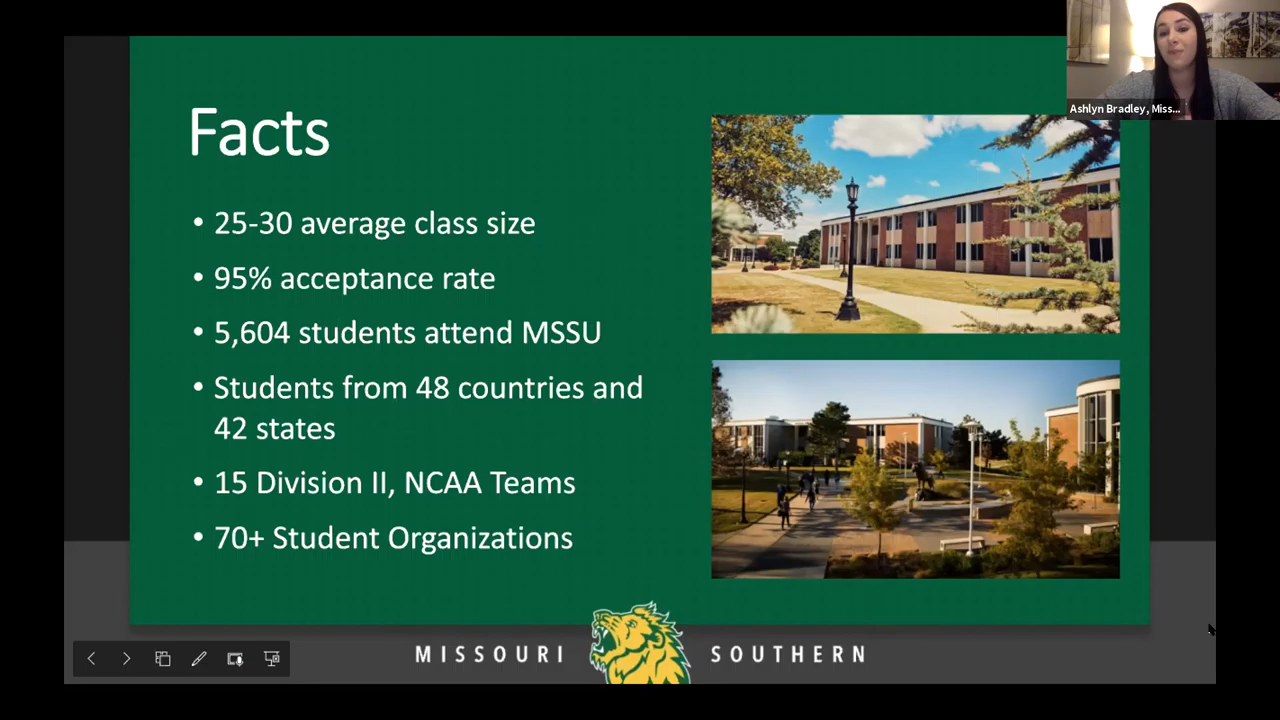 Ashlyn Bradley, Miss...
Facts
• 25-30 average class size
• 95% acceptance rate
• 5,604 students attend MSSU
• Students from 48 countries and
42 states
• 15 Division II, NCAA Teams
• 70+ Student Organizations
MISSOURI SOUTHERN